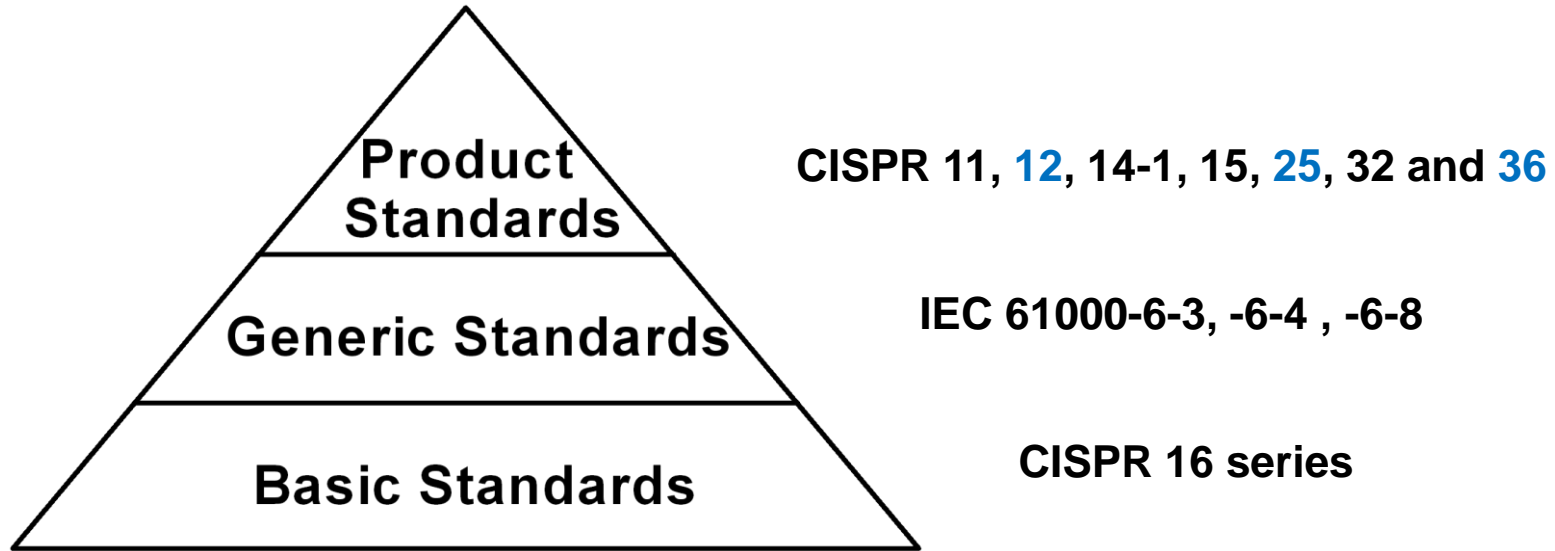 Product
Standards
CISPR 11, 12, 14-1, 15, 25, 32 and 36
Generic Standards
IEC 61000-6-3, -6-4 , -6-8
Basic Standards
CISPR 16 series